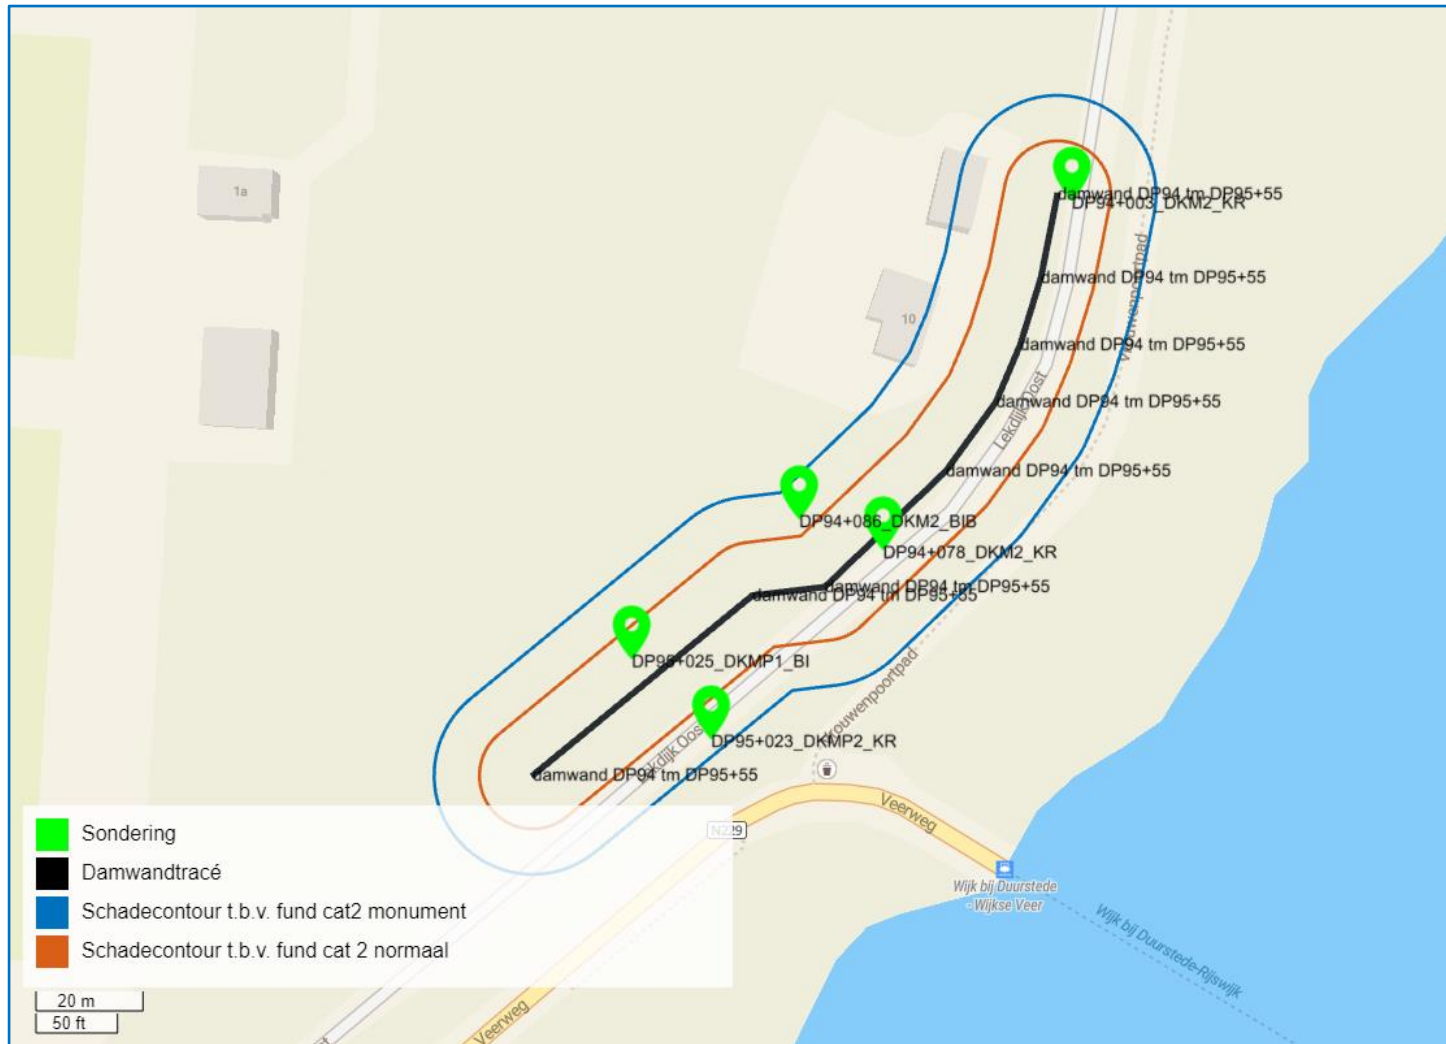 1a
damwand DP94 tm DP95+55
DP94+003_DKM2_KR
Vrouwenpoortpad
damwand DP94 tm DP95+55
10
damwand DP94 tm DP95+55
Lekdijk Oost
damwand DP94 tm DP95+55
damwand DP94 tm DP95+55
DP94+086_DKM2_BIB
DP94+078_DKM2_KR
damwand DP94 tm DP95+55
damwand DP94 tm DP95+55
DP95+025_DKMP1_BI
Vrouwenpoortpad
DP95+023_DKMP2_KR
Lekdijk Oost
damwand DP94 tm DP95+55
Veerweg
N229
Sondering
Damwandtracé
Schadecontour t.b.v. fund cat2 monument
Schadecontour t.b.v. fund cat 2 normaal
Wijk bij Duurstede
- Wijkse Veer
Wijk bij Duurstede-Rijswijk
20 m
50 ft
Veerweg